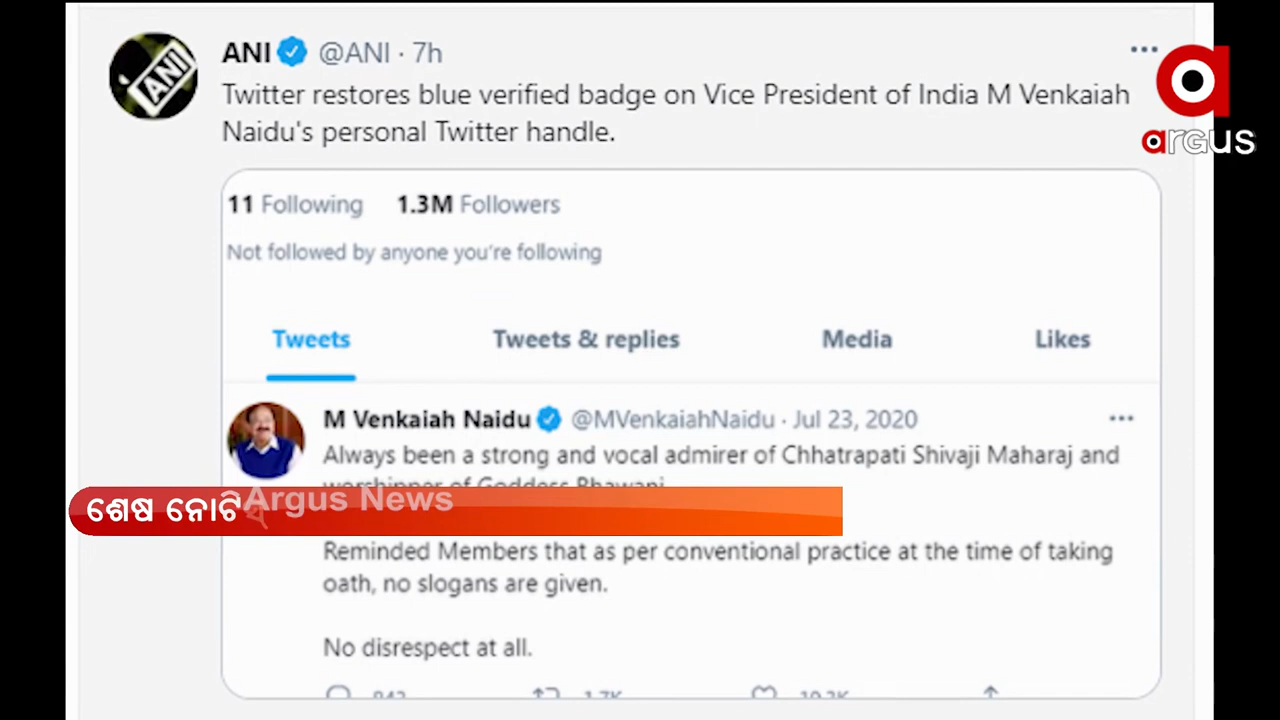 ANI @ANI · 7h
Twitter restores blue verified badge on Vice President of India M Venkaiah
Naidu's personal Twitter handle.
argus
11 Following 1.3M Followers
Not followed by anyone you're following
Tweets Tweets & replies Media Likes
M Venkaiah Naidu @MVenkaiahNaidu · Jul 23, 2020
Always been a strong and vocal admirer of Chhatrapati Shivaji Maharaj and
worshipper of Goddess Bhawani
Argus News
ଶେଷ ନୋଟି
Reminded Members that as per conventional practice at the time of taking
oath, no slogans are given.
No disrespect at all.